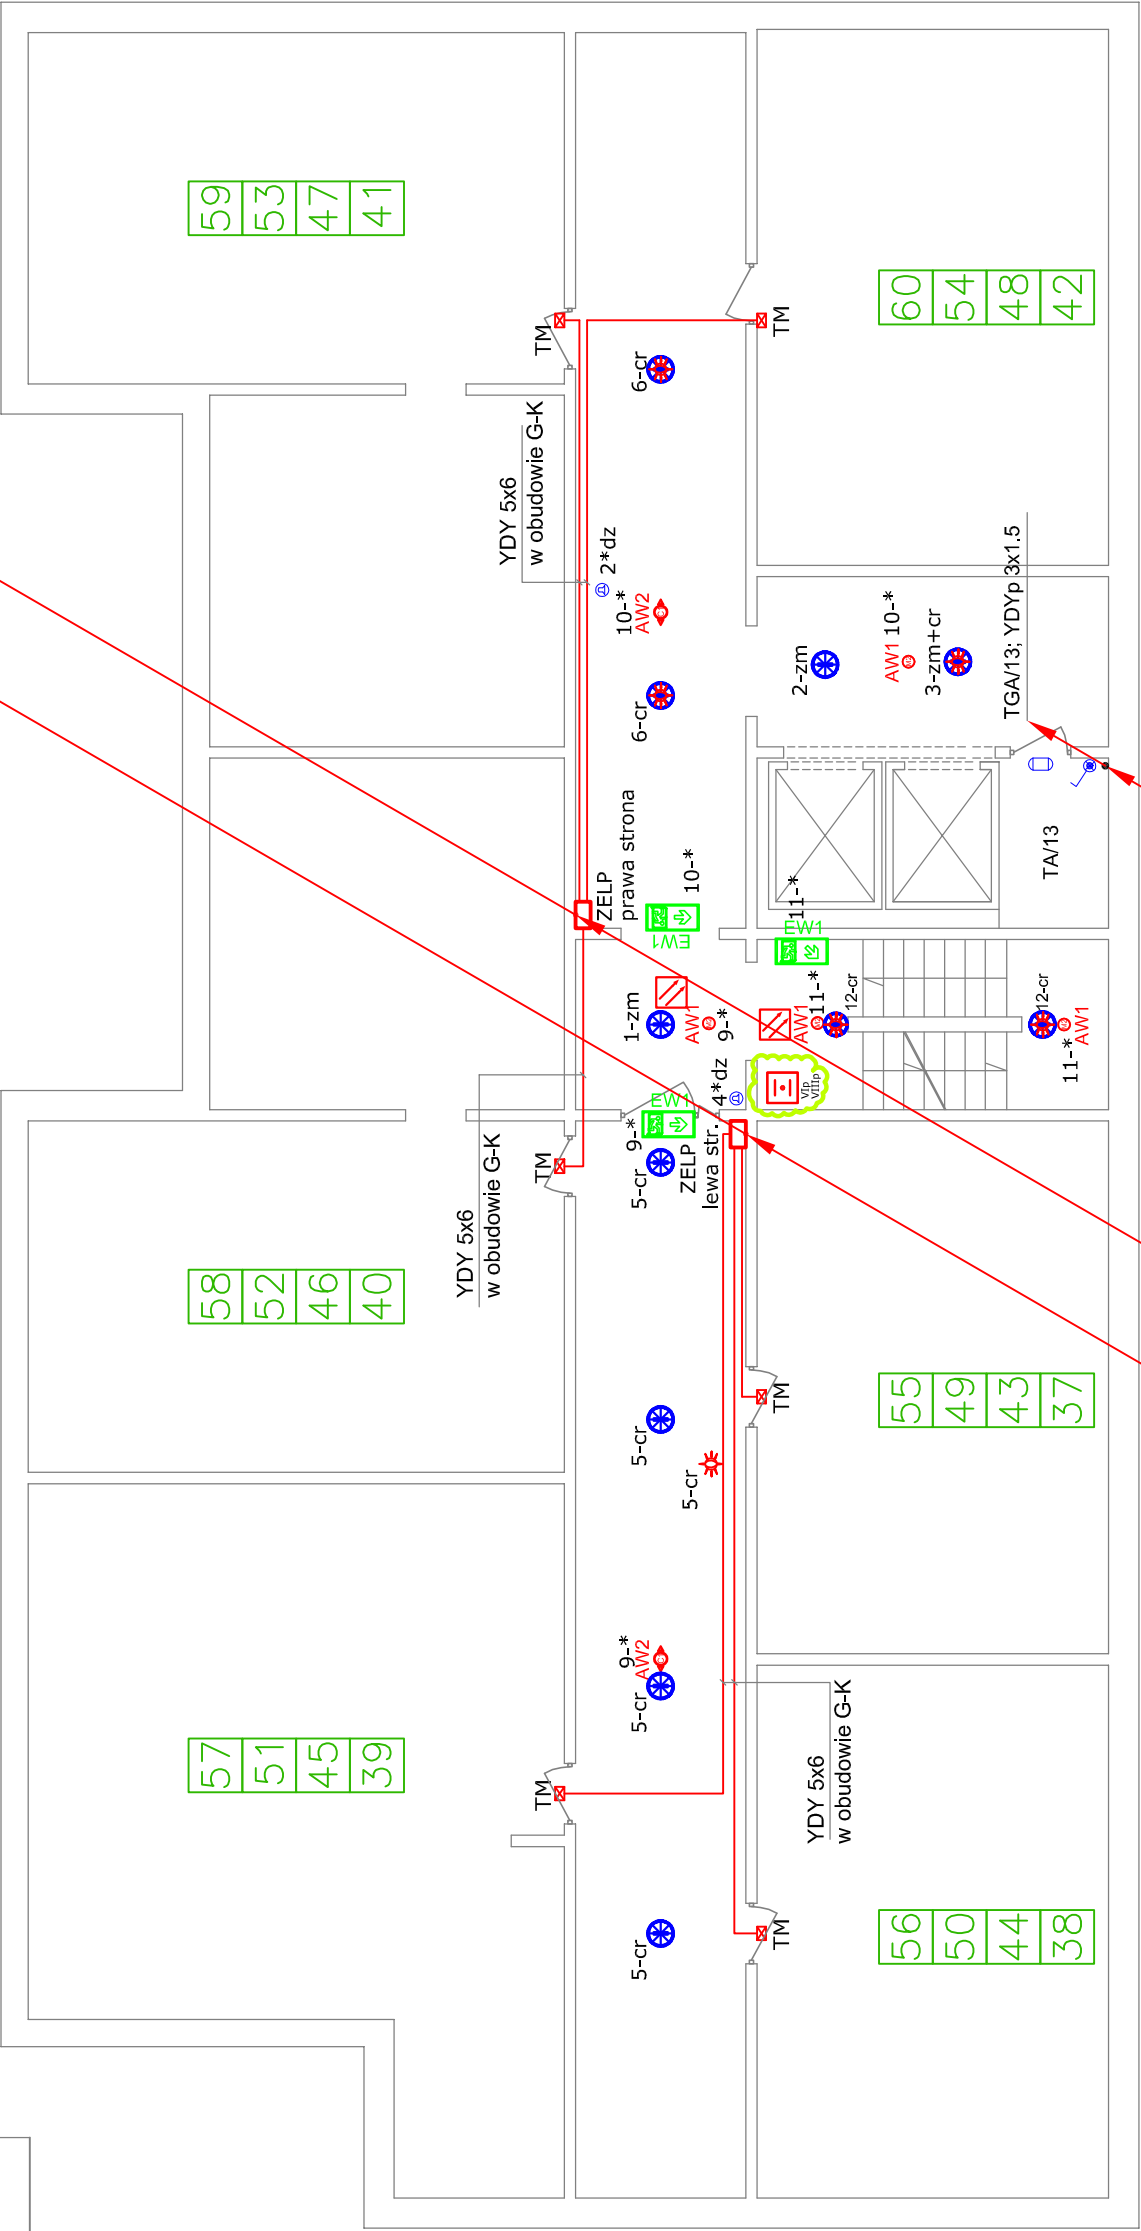 59
53
47
41
60
54
48
42
TM
TM
6-cr
YDY 5x6
w obudowie G-K
2*dz
10-*
AW2
6-cr
2-zm
AW1 10-*
3-zm+cr
TGA/13; YDYp 3x1.5
TA/13
ZELP
prawa strona
10-*
EW1
11-*
EW1
1-zm
AW1
9-*
AW1
11-*
12-cr
12-cr
11-*
AW1
4*dz
VIp
VIIIp
EW1
9-*
5-cr
ZELP
lewa str.
TM
YDY 5x6
w obudowie G-K
58
52
46
40
55
49
43
37
TM
5-cr
5-cr
9-*
AW2
5-cr
TM
57
51
45
39
YDY 5x6
w obudowie G-K
5-cr
TM
56
50
44
38